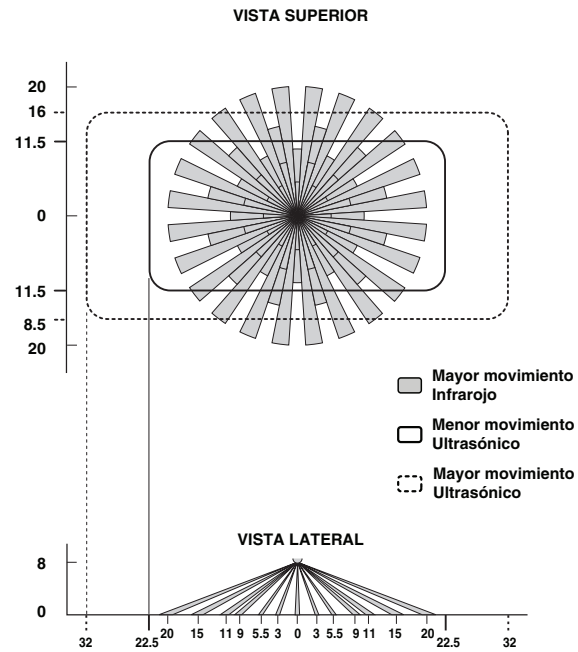 VISTA SUPERIOR
20
16
11.5
0
11.5
8.5
20
Mayor movimiento
Infrarojo
Menor movimiento
Ultrasónico
Mayor movimiento
Ultrasónico
VISTA LATERAL
8
0
32 22.5 20 15 11 9 5.5 3 0 3 5.5 9 11 15 20 22.5 32